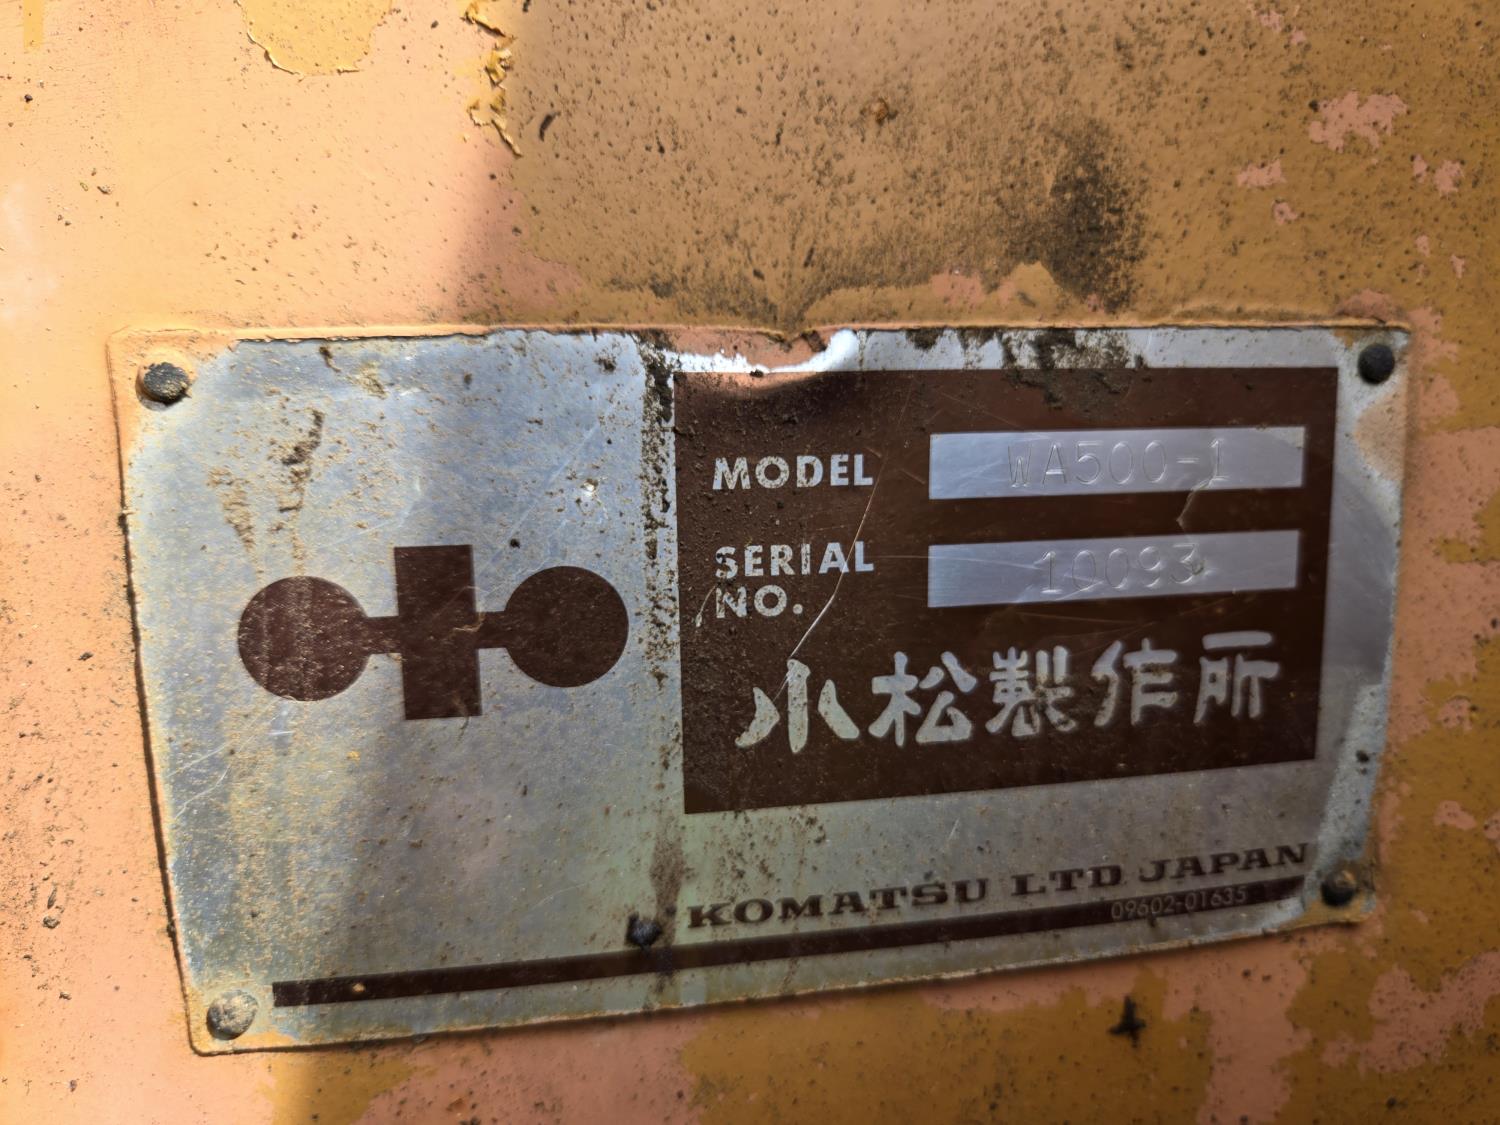 MODEL WA500-1
SERIAL NO. 10093
小松製作所
KOMATSU LTD JAPAN
09602-01635